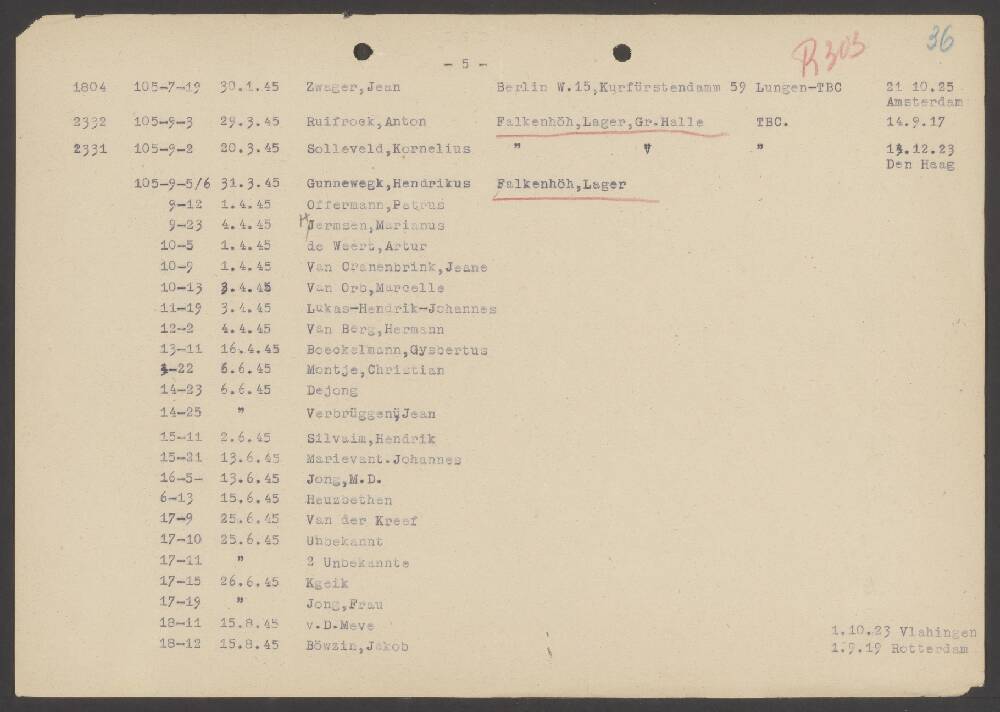 R303 36
- 5 -
1804 105-7-19 30.1.45 Zwager,Jean Berlin W.15,Kurfürstendamm 59 Lungen-TBC 21 10.25
Amsterdam
2332 105-9-3 29.3.45 Ruifrock,Anton Falkenhöh,Lager,Gr.Halle TBC. 14.9.17
2331 105-9-2 20.3.45 Solleveld,Kornelius " " " 13.12.23
Den Haag
105-9-5/6 31.3.45 Gunnewegk,Hendrikus Falkenhöh,Lager
9-12 1.4.45 Offermann,Petrus
9-23 4.4.45 Hermsen,Marianus
10-5 1.4.45 de Weert,Artur
10-9 1.4.45 Van Cranenbrink,Jeane
10-13 3.4.45 Van Orb,Marcelle
11-19 3.4.45 Lukas-Hendrik-Johannes
12-2 4.4.45 Van Berg,Hermann
13-11 16.4.45 Boeckelmann,Gysbertus
-22 6.6.45 Montje,Christian
14-23 6.6.45 Dejong
14-25 " Verbrüggen,Jean
15-11 2.6.45 Silvaim,Hendrik
15-21 13.6.45 Marievant.Johannes
16-5- 13.6.45 Jong,M.D.
6-13 15.6.45 Heuzbethen
17-9 25.6.45 Van der Kreef
17-10 25.6.45 Unbekannt
17-11 " 2 Unbekannte
17-15 26.6.45 Kgeik
17-19 " Jong,Frau
18-11 15.8.45 v.D.Meve 1.10.23 Vlahingen
18-12 15.8.45 Böwzin,Jakob 1.9.19 Rotterdam